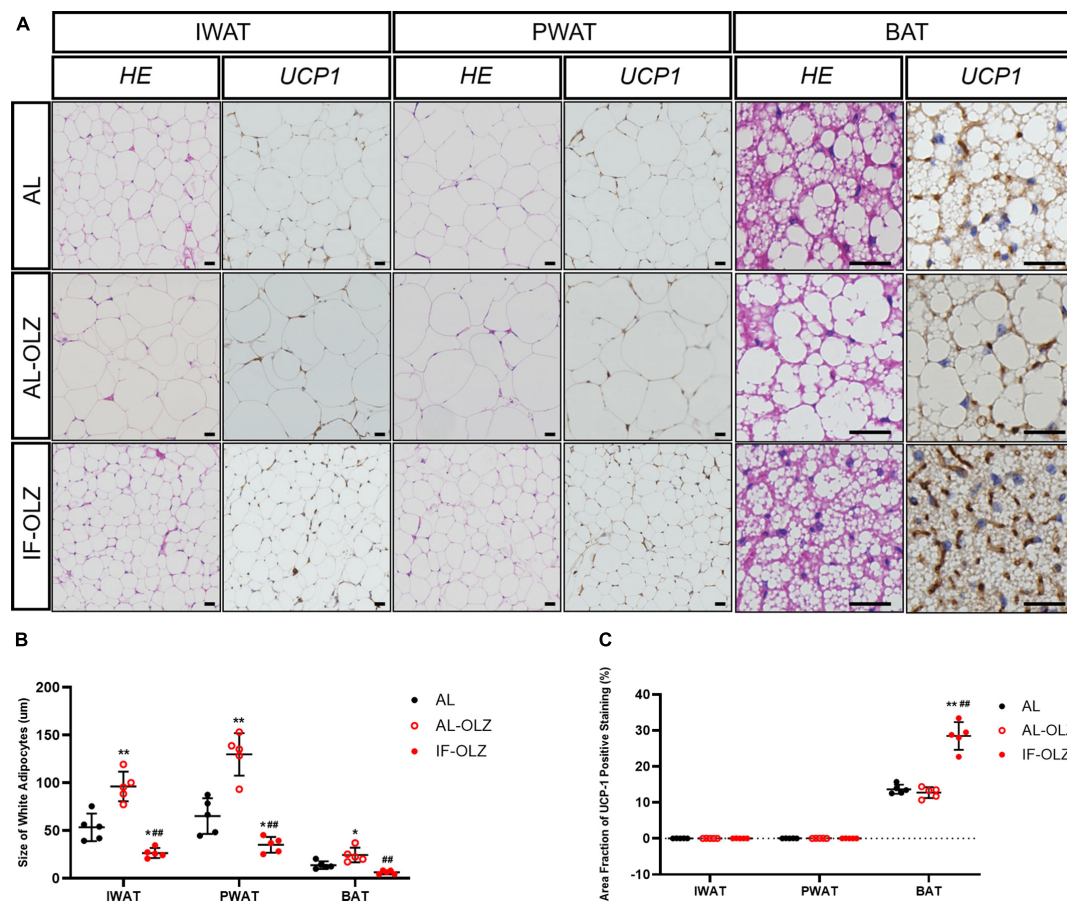 A
IWAT
PWAT
BAT
HE
UCP1
HE
UCP1
HE
UCP1
AL
AL-OLZ
IF-OLZ
B
Size of White Adipocytes (um)
200
150
100
50
0
**
* ##
**
* ##
*
##
IWAT
PWAT
BAT
AL
AL-OLZ
IF-OLZ
C
Area Fraction of UCP-1 Positive Staining (%)
40
30
20
10
0
-10
** ##
IWAT
PWAT
BAT
AL
AL-OLZ
IF-OLZ